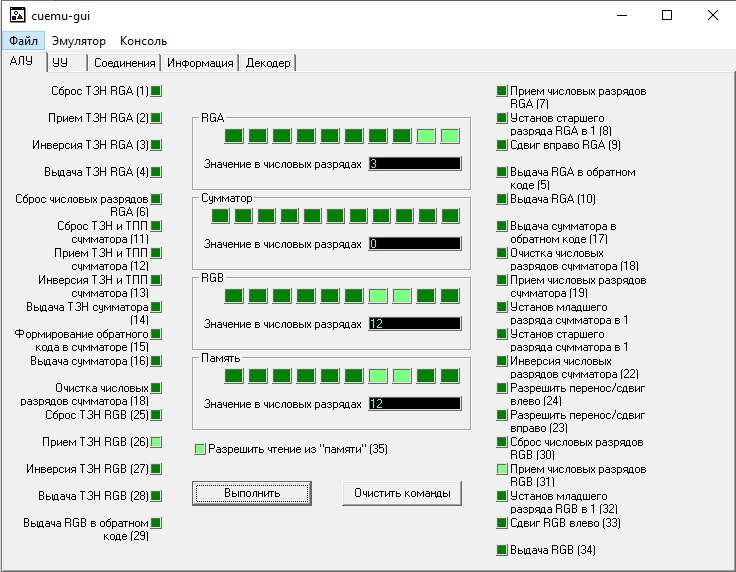 cuemu-gui
Файл Эмулятор Консоль
АЛУ УУ Соединения Информация Декодер
Сброс ТЗН RGA (1)
Прием ТЗН RGA (2)
Инверсия ТЗН RGA (3)
Выдача ТЗН RGA (4)
Сброс числовых разрядов
RGA (6)
Сброс ТЗН и ТПП
сумматора (11)
Прием ТЗН и ТПП
сумматора (12)
Инверсия ТЗН и ТПП
сумматора (13)
Выдача ТЗН сумматора
(14)
Формирование обратного
кода в сумматоре (15)
Выдача сумматора (16)
Очистка числовых
разрядов сумматора (18)
Сброс ТЗН RGB (25)
Прием ТЗН RGB (26)
Инверсия ТЗН RGB (27)
Выдача ТЗН RGB (28)
Выдача RGB в обратном
коде (29)
RGA
Значение в числовых разрядах 3
Сумматор
Значение в числовых разрядах 0
RGB
Значение в числовых разрядах 12
Память
Значение в числовых разрядах 12
Разрешить чтение из "памяти" (35)
Выполнить
Очистить команды
Прием числовых разрядов
RGA (7)
Установ старшего
разряда RGA в 1 (8)
Сдвиг вправо RGA (9)
Выдача RGA в обратном
коде (5)
Выдача RGA (10)
Выдача сумматора в
обратном коде (17)
Очистка числовых
разрядов сумматора (18)
Прием числовых разрядов
сумматора (19)
Установ младшего
разряда сумматора в 1
Установ старшего
разряда сумматора в 1
Инверсия числовых
разрядов сумматора (22)
Разрешить перенос/сдвиг
влево (24)
Разрешить перенос/сдвиг
вправо (23)
Сброс числовых разрядов
RGB (30)
Прием числовых разрядов
RGB (31)
Установ младшего
разряда RGB в 1 (32)
Сдвиг RGB влево (33)
Выдача RGB (34)